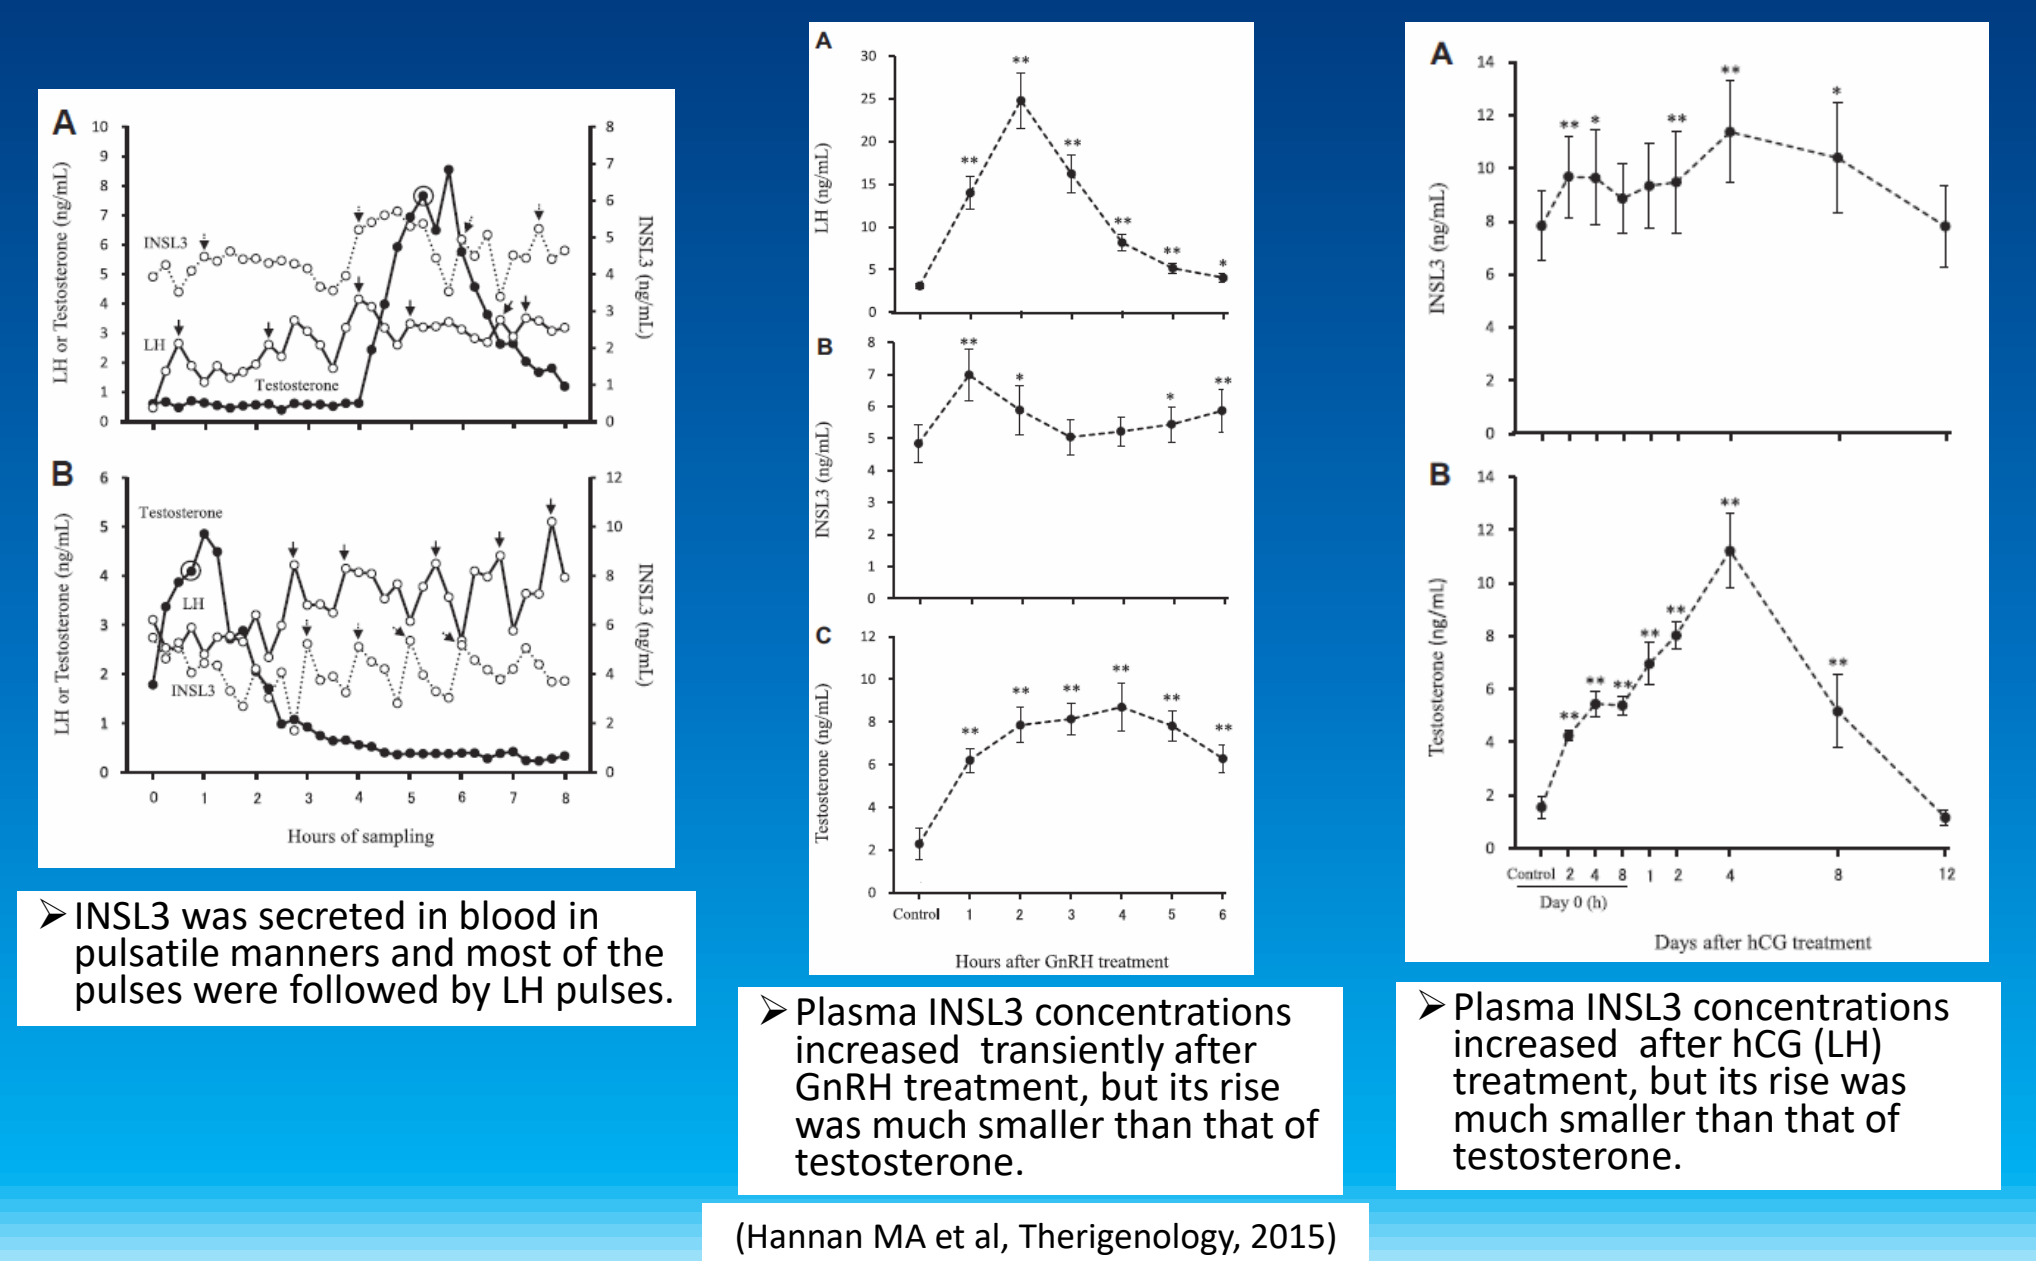 A
10
9
8
7
6
5
4
3
2
1
0
LH or Testosterone (ng/mL)
8
7
6
5
4
3
2
1
0
INSL3 (ng/mL)
INSL3
LH
Testosterone
B
6
5
4
3
2
1
0
LH or Testosterone (ng/mL)
12
10
8
6
4
2
0
INSL3 (ng/mL)
Testosterone
LH
INSL3
0 1 2 3 4 5 6 7 8
Hours of sampling
➢ INSL3 was secreted in blood in
pulsatile manners and most of the
pulses were followed by LH pulses.
A
30
25
20
15
10
5
0
LH (ng/mL)
** ** ** ** ** *
B
8
7
6
5
4
3
2
1
0
INSL3 (ng/mL)
** * * **
C
12
10
8
6
4
2
0
Testosterone (ng/mL)
** ** ** ** ** **
Control 1 2 3 4 5 6
Hours after GnRH treatment
➢ Plasma INSL3 concentrations
increased transiently after
GnRH treatment, but its rise
was much smaller than that of
testosterone.
A
14
12
10
8
6
4
2
0
INSL3 (ng/mL)
** * ** ** *
B
14
12
10
8
6
4
2
0
Testosterone (ng/mL)
** ** ** ** ** ** **
Control 2 4 8 1 2 4 8 12
Day 0 (h)
Days after hCG treatment
➢ Plasma INSL3 concentrations
increased after hCG (LH)
treatment, but its rise was
much smaller than that of
testosterone.
(Hannan MA et al, Therigenology, 2015)